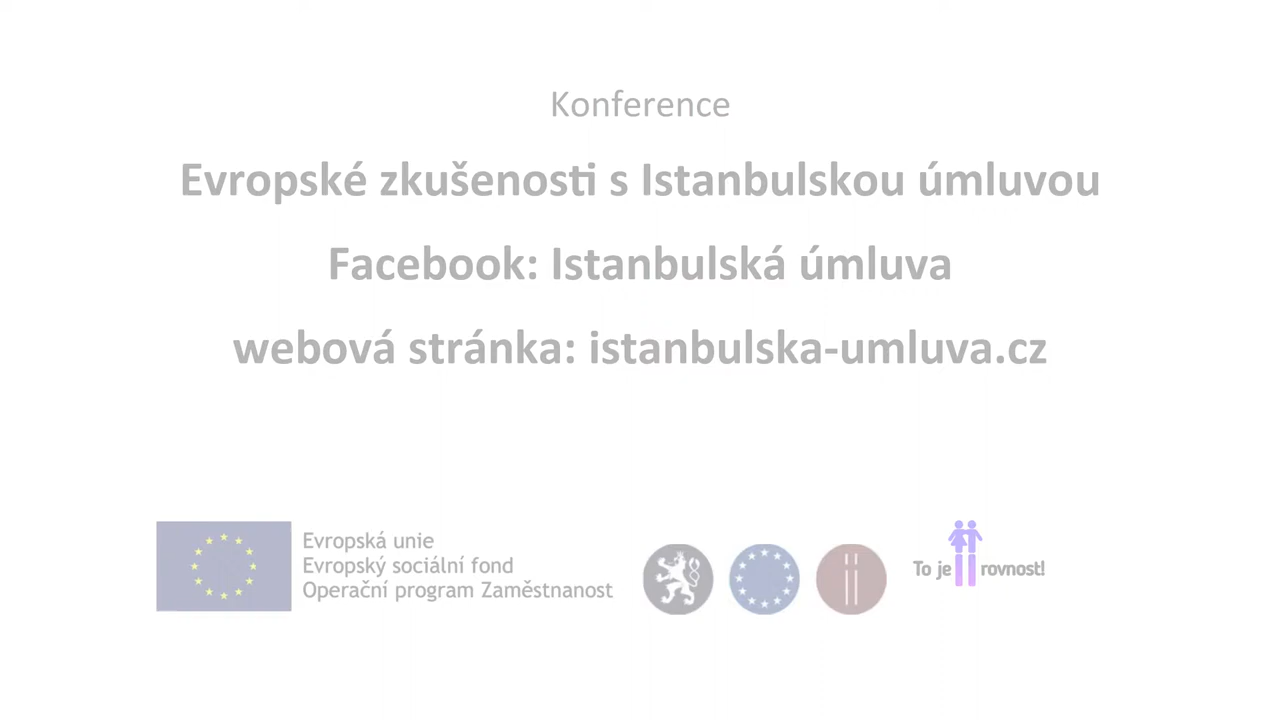 Konference
Evropské zkušenosti s Istanbulskou úmluvou
Facebook: Istanbulská úmluva
webová stránka: istanbulska-umluva.cz
Evropská unie
Evropský sociální fond
Operační program Zaměstnanost
To je rovnost!